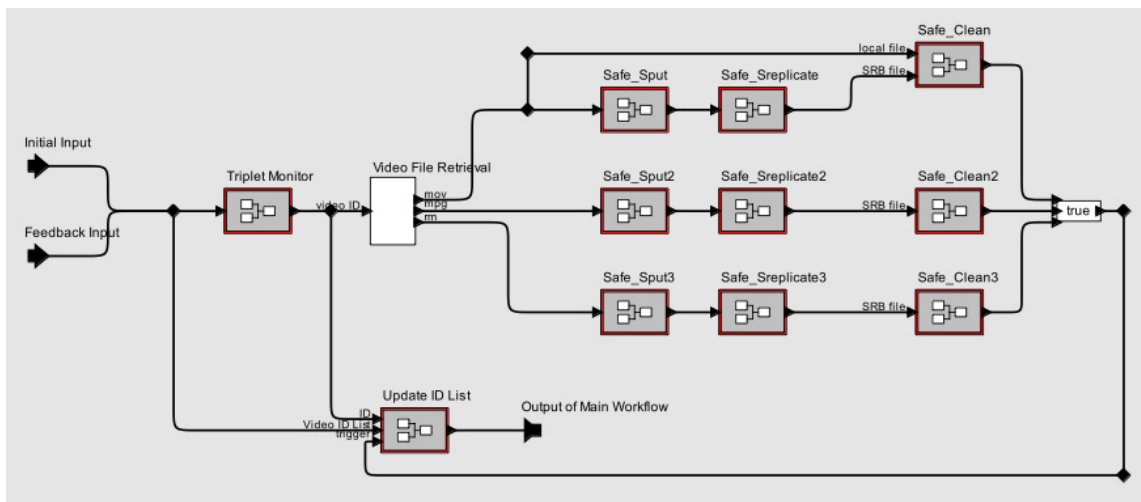 Safe_Clean
local file
SRB file
Safe_Sput
Safe_Sreplicate
Initial Input
Triplet Monitor
Video File Retrieval
video ID
mov
mpg
rm
Safe_Sput2
Safe_Sreplicate2
SRB file
Safe_Clean2
true
Feedback Input
Safe_Sput3
Safe_Sreplicate3
SRB file
Safe_Clean3
Update ID List
ID
Video ID List
trigger
Output of Main Workflow